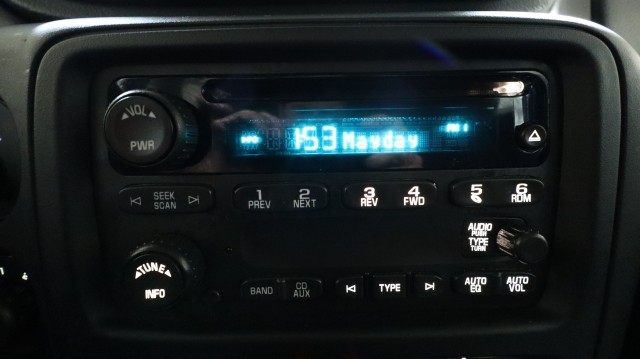 VOL
PWR
153 Mayday
SEEK
SCAN
1
PREV
2
NEXT
3
REV
4
FWD
5
6
RDM
AUDIO
PUSH
TYPE
TURN
TUNE
INFO
BAND
CD
AUX
TYPE
AUTO
EQ
AUTO
VOL